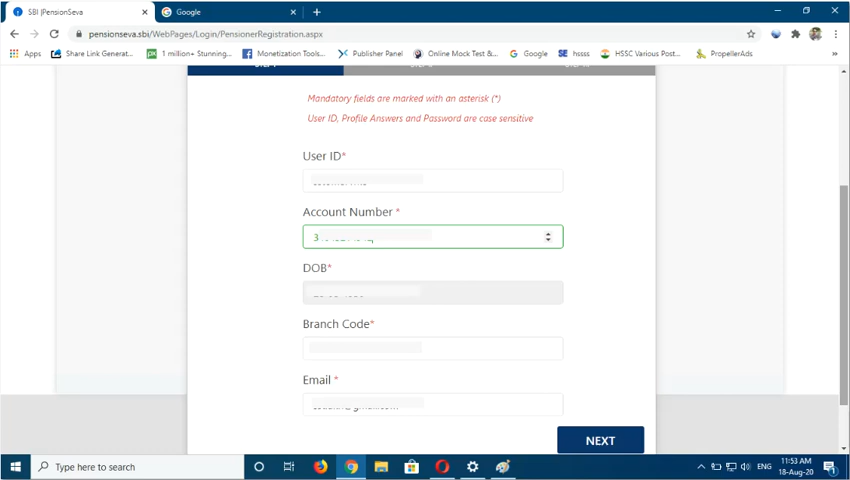 SBI |PensionSeva
Google
pensionseva.sbi/WebPages/Login/PensionerRegistration.aspx
Apps
Share Link Generat...
1 million+ Stunning...
Monetization Tools...
Publisher Panel
Online Mock Test &...
Google
hssss
HSSC Various Post...
PropellerAds
Mandatory fields are marked with an asterisk (*)
User ID, Profile Answers and Password are case sensitive
User ID*
Account Number *
3
DOB*
Branch Code*
Email *
NEXT
Type here to search
ENG
11:53 AM
18-Aug-20